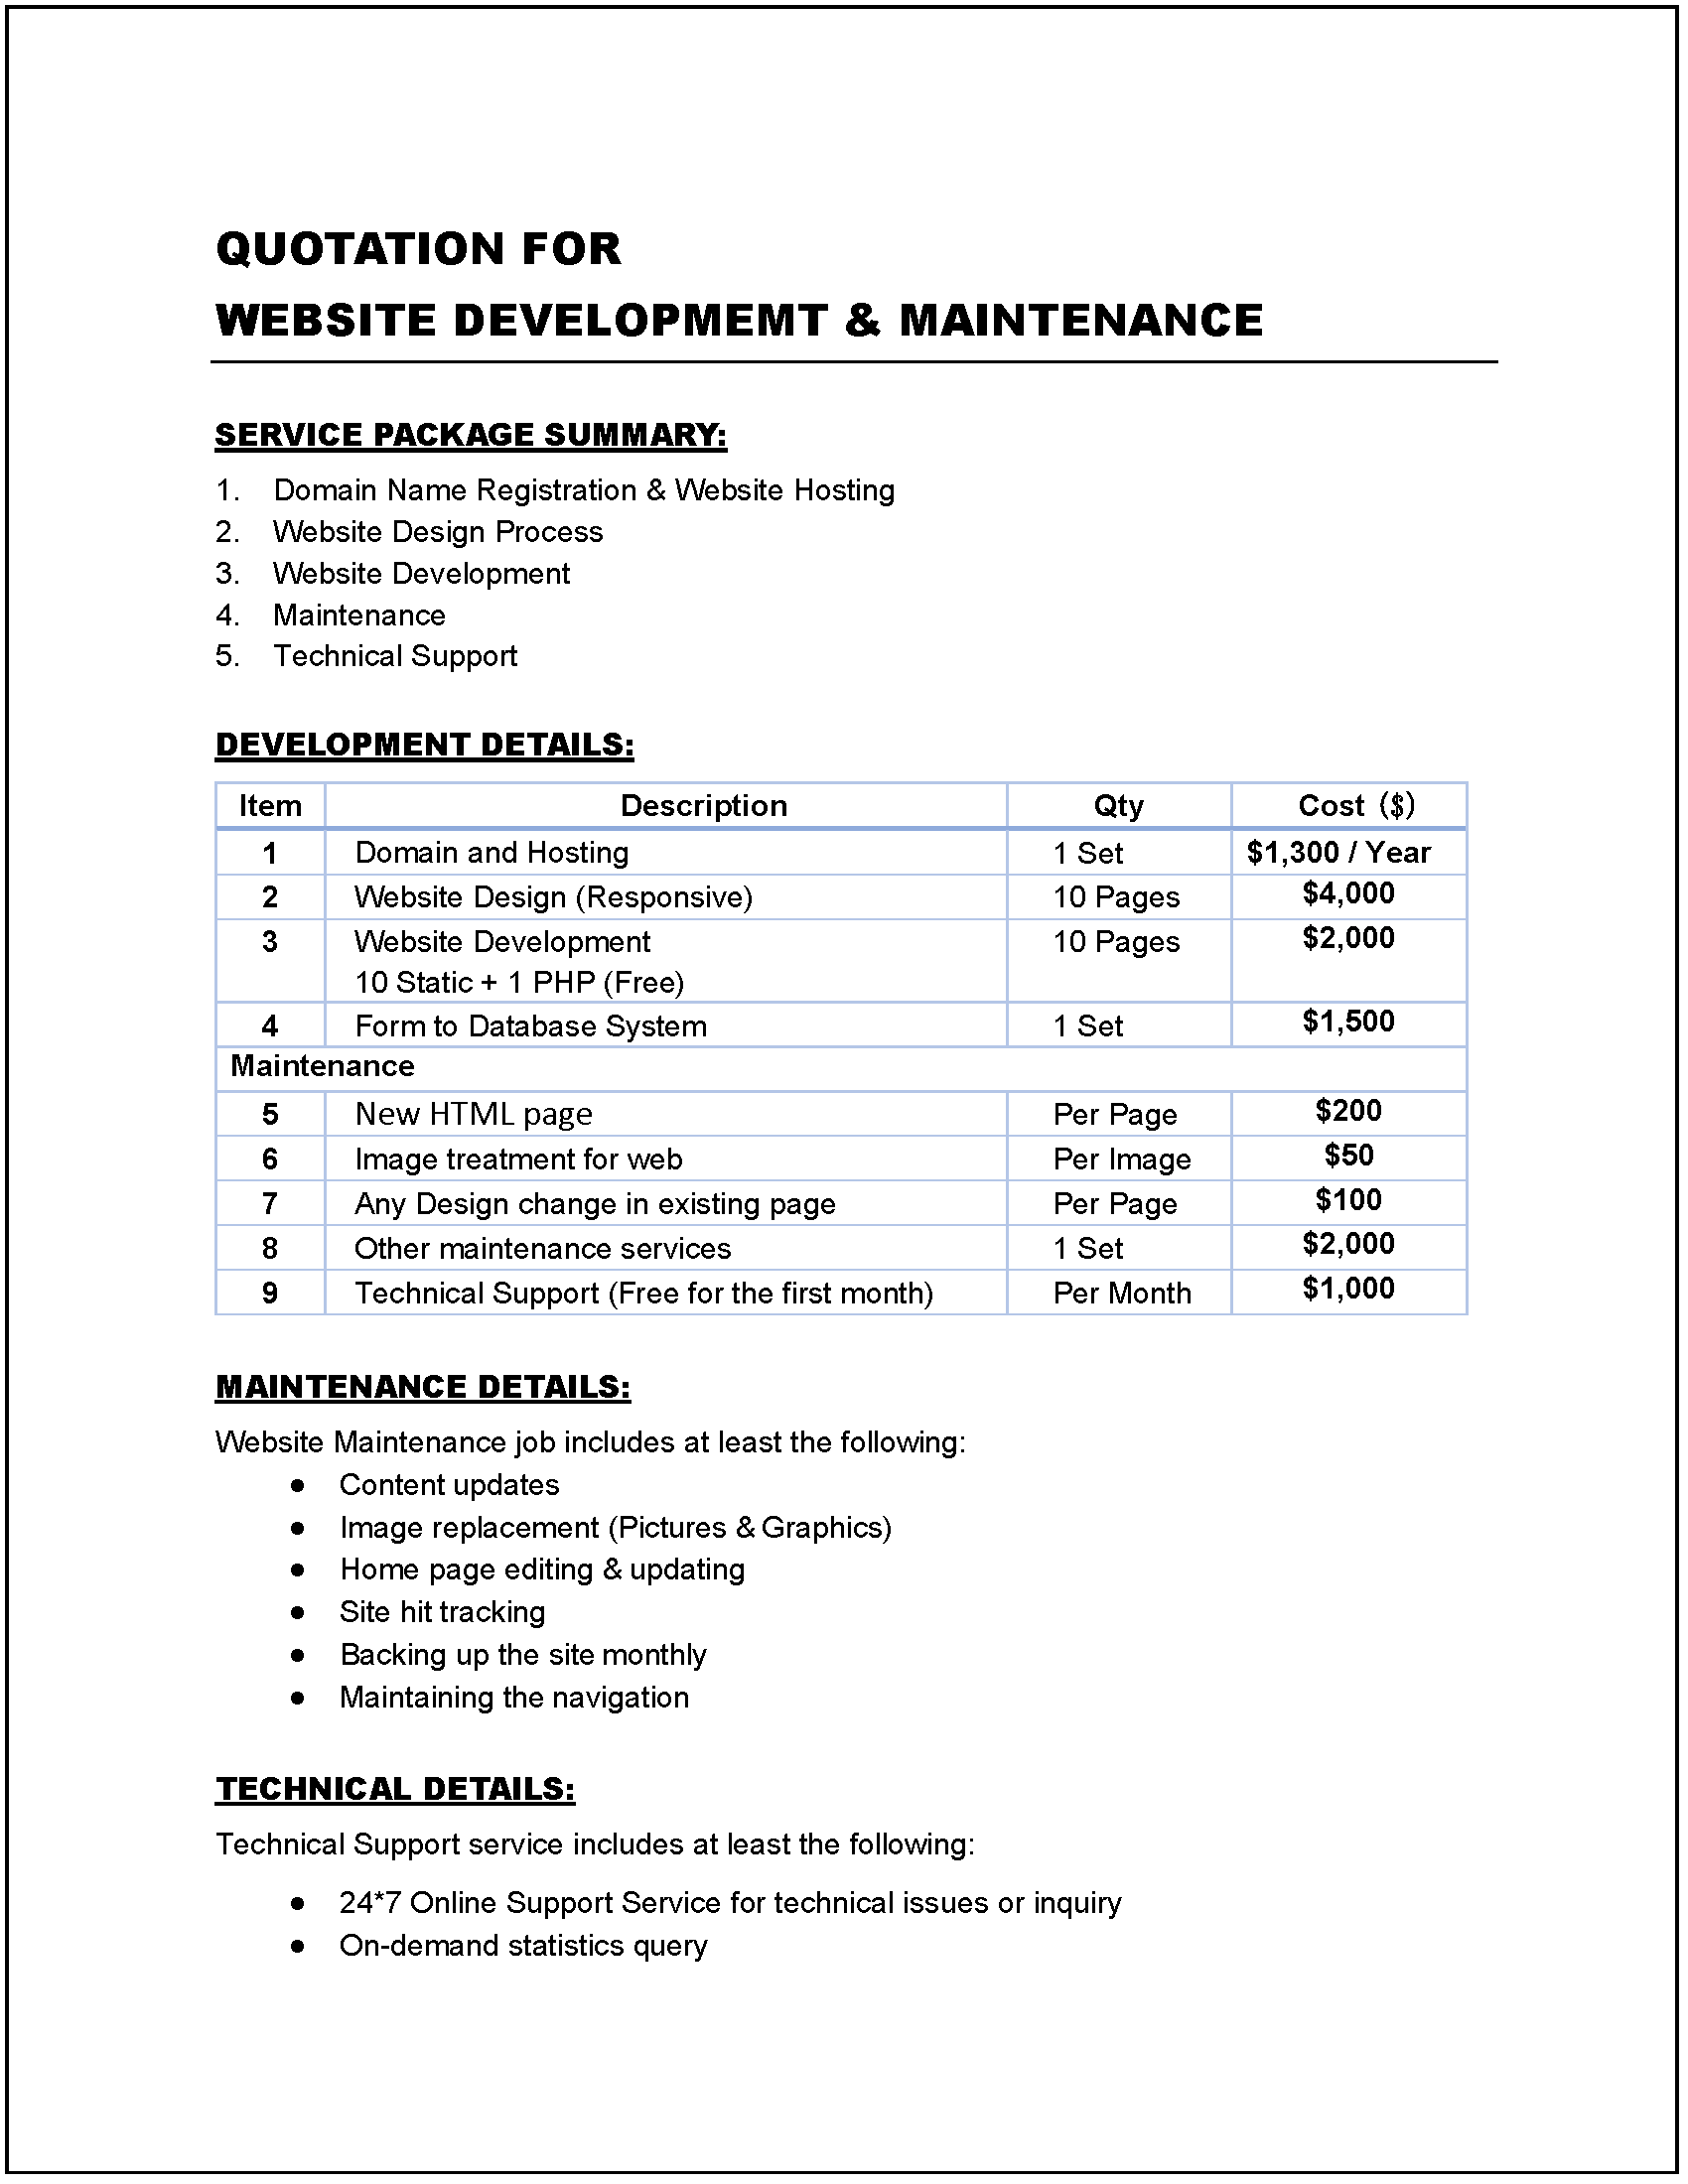 QUOTATION FOR
WEBSITE DEVELOPMEMT & MAINTENANCE
SERVICE PACKAGE SUMMARY:
1. Domain Name Registration & Website Hosting
2. Website Design Process
3. Website Development
4. Maintenance
5. Technical Support
DEVELOPMENT DETAILS:
Item Description Qty Cost ($)
1 Domain and Hosting 1 Set $1,300 / Year
2 Website Design (Responsive) 10 Pages $4,000
3 Website Development 10 Pages $2,000
10 Static + 1 PHP (Free)
4 Form to Database System 1 Set $1,500
Maintenance
5 New HTML page Per Page $200
6 Image treatment for web Per Image $50
7 Any Design change in existing page Per Page $100
8 Other maintenance services 1 Set $2,000
9 Technical Support (Free for the first month) Per Month $1,000
MAINTENANCE DETAILS:
Website Maintenance job includes at least the following:
● Content updates
● Image replacement (Pictures & Graphics)
● Home page editing & updating
● Site hit tracking
● Backing up the site monthly
● Maintaining the navigation
TECHNICAL DETAILS:
Technical Support service includes at least the following:
● 24*7 Online Support Service for technical issues or inquiry
● On-demand statistics query